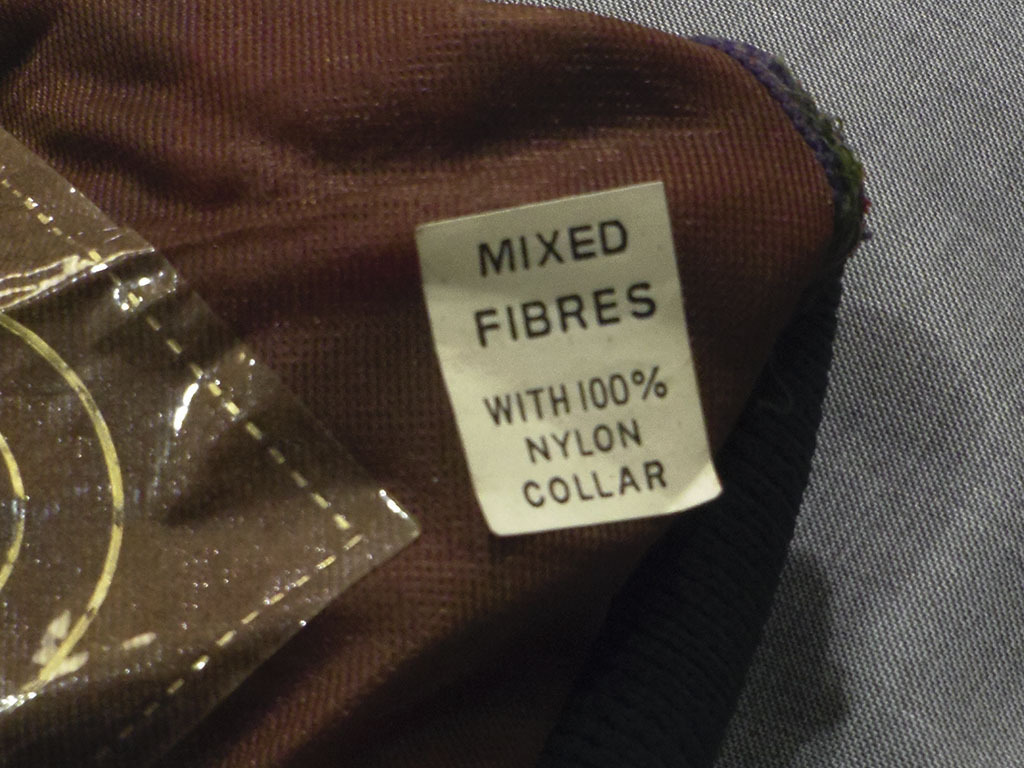 MIXED
FIBRES
WITH 100%
NYLON
COLLAR